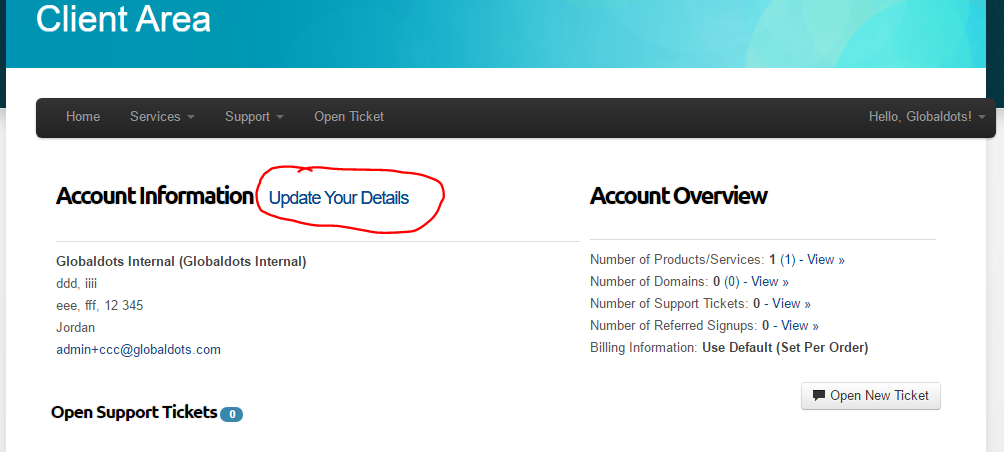 Client Area
Home Services Support Open Ticket Hello, Globaldots!
Account Information Update Your Details
Globaldots Internal (Globaldots Internal)
ddd, iiii
eee, fff, 12 345
Jordan
admin+ccc@globaldots.com
Account Overview
Number of Products/Services: 1 (1) - View »
Number of Domains: 0 (0) - View »
Number of Support Tickets: 0 - View »
Number of Referred Signups: 0 - View »
Billing Information: Use Default (Set Per Order)
Open New Ticket
Open Support Tickets 0